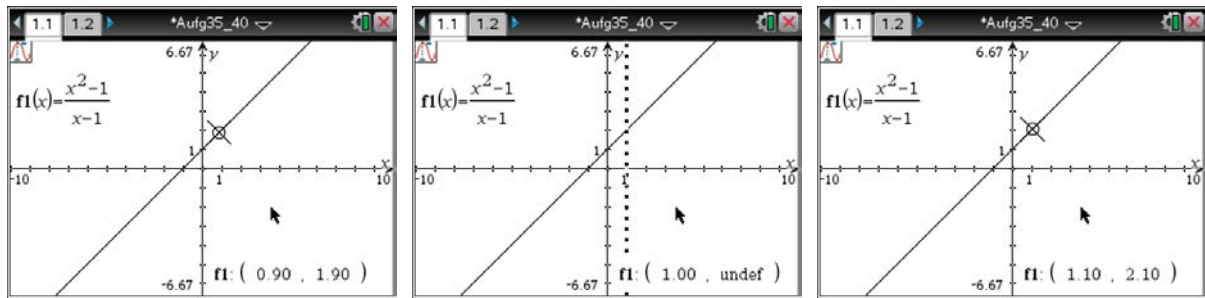 1.1 1.2 *Aufg35_40
6.67 y
f1(x)=x²-1
x-1
1
x
-10 1 10
f1: ( 0.90 , 1.90 )
-6.67
1.1 1.2 *Aufg35_40
6.67 y
f1(x)=x²-1
x-1
1
x
-10 1 10
f1: ( 1.00 , undef )
-6.67
1.1 1.2 *Aufg35_40
6.67 y
f1(x)=x²-1
x-1
1
x
-10 1 10
f1: ( 1.10 , 2.10 )
-6.67